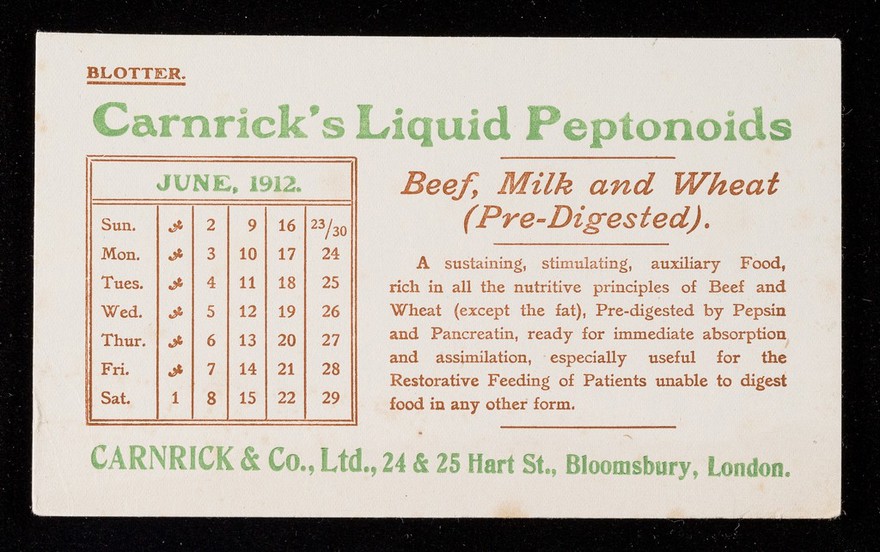 BLOTTER.
Carnrick's Liquid Peptonoids
JUNE, 1912.
Sun. 2 9 16 23/30
Mon. 3 10 17 24
Tues. 4 11 18 25
Wed. 5 12 19 26
Thur. 6 13 20 27
Fri. 7 14 21 28
Sat. 1 8 15 22 29
Beef, Milk and Wheat
(Pre-Digested).
A sustaining, stimulating, auxiliary Food,
rich in all the nutritive principles of Beef and
Wheat (except the fat), Pre-digested by Pepsin
and Pancreatin, ready for immediate absorption
and assimilation, especially useful for the
Restorative Feeding of Patients unable to digest
food in any other form.
CARNRICK & Co., Ltd., 24 & 25 Hart St., Bloomsbury, London.